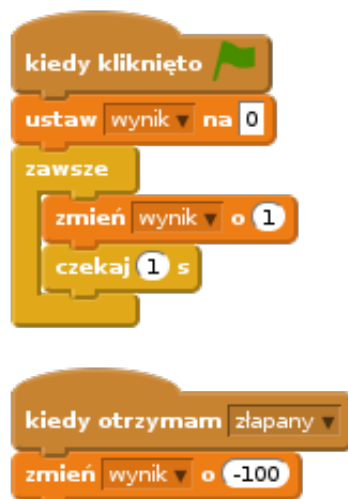 kiedy kliknięto
ustaw wynik na 0
zawsze
zmień wynik o 1
czekaj 1 s
kiedy otrzymam złapany
zmień wynik o -100